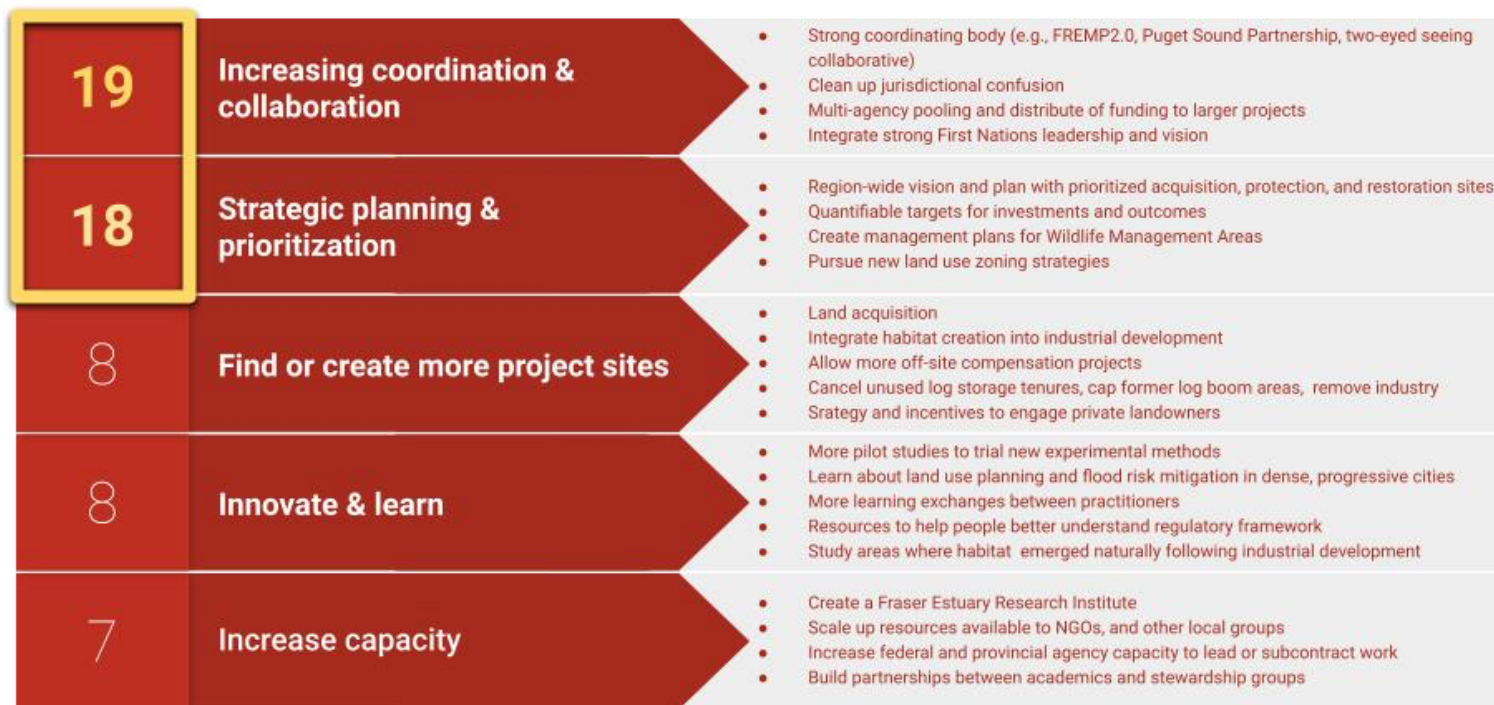 19
Increasing coordination &
collaboration
• Strong coordinating body (e.g., FREMP2.0, Puget Sound Partnership, two-eyed seeing
collaborative)
• Clean up jurisdictional confusion
• Multi-agency pooling and distribute of funding to larger projects
• Integrate strong First Nations leadership and vision
18
Strategic planning &
prioritization
• Region-wide vision and plan with prioritized acquisition, protection, and restoration sites
• Quantifiable targets for investments and outcomes
• Create management plans for Wildlife Management Areas
• Pursue new land use zoning strategies
8
Find or create more project sites
• Land acquisition
• Integrate habitat creation into industrial development
• Allow more off-site compensation projects
• Cancel unused log storage tenures, cap former log boom areas, remove industry
• Srategy and incentives to engage private landowners
8
Innovate & learn
• More pilot studies to trial new experimental methods
• Learn about land use planning and flood risk mitigation in dense, progressive cities
• More learning exchanges between practitioners
• Resources to help people better understand regulatory framework
• Study areas where habitat emerged naturally following industrial development
7
Increase capacity
• Create a Fraser Estuary Research Institute
• Scale up resources available to NGOs, and other local groups
• Increase federal and provincial agency capacity to lead or subcontract work
• Build partnerships between academics and stewardship groups